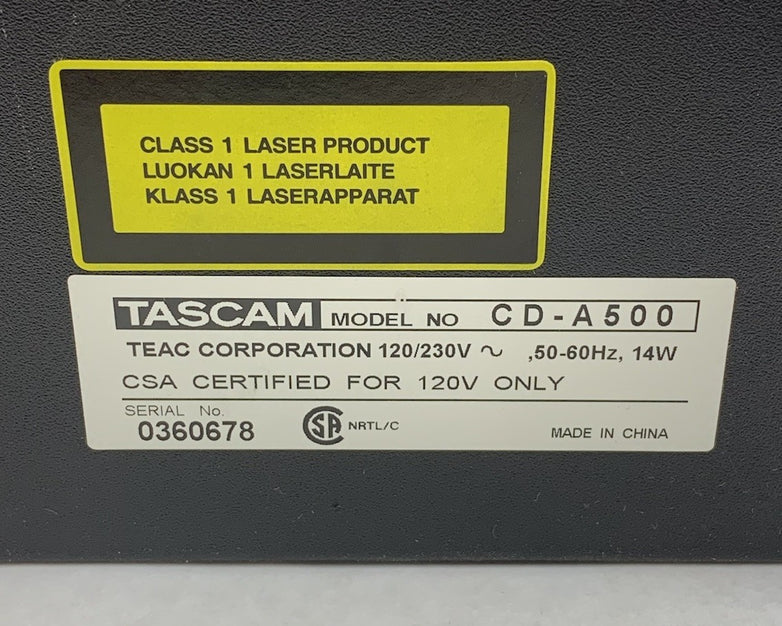 CLASS 1 LASER PRODUCT
LUOKAN 1 LASERLAITE
KLASS 1 LASERAPPARAT
TASCAM MODEL NO CD-A500
TEAC CORPORATION 120/230V ~ ,50-60Hz, 14W
CSA CERTIFIED FOR 120V ONLY
SERIAL No.
0360678
SA NRTL/C
MADE IN CHINA